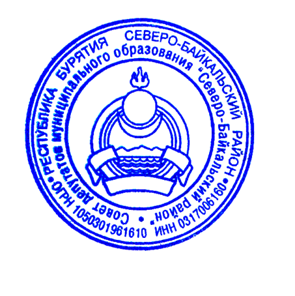 • РЕСПУБЛИКА БУРЯТИЯ СЕВЕРО-БАЙКАЛЬСКИЙ РАЙОН • ИНН 0317006160 • ОГРН 1050301961610
• Совет депутатов муниципального образования "Северо-Байкальский район"